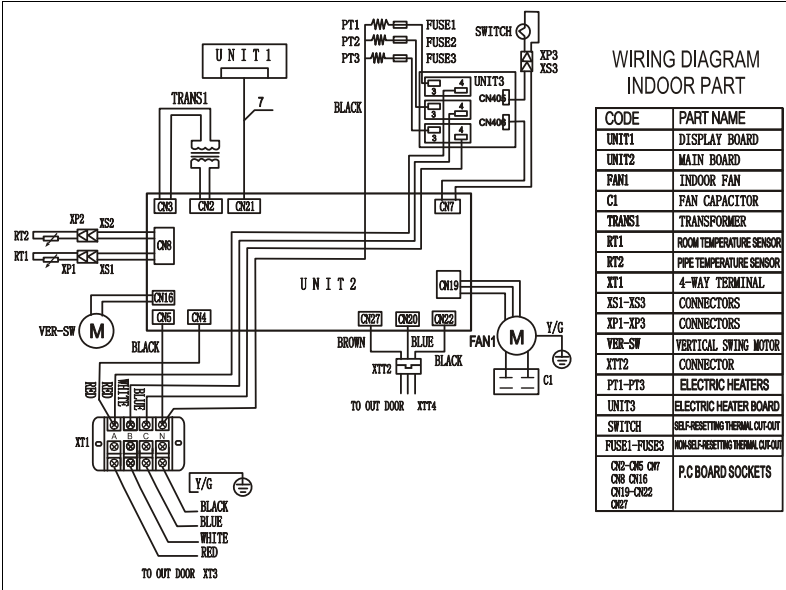 PT1
FUSE1
PT2
FUSE2
PT3
FUSE3
SWITCH
XP3
XS3
UNIT1
TRANS1
7
BLACK
UNIT3
3
4
CN405
3
4
CN406
3
4
CN3
CN2
CN21
CN7
XP2
XS2
RT2
CN8
RT1
XP1
XS1
UNIT2
CN19
CN16
CN5
CN4
CN27
CN20
CN22
VER-SW
M
BLACK
BROWN
BLUE
BLACK
FAN1
M
Y/G
XTT2
C1
TO OUT DOOR XTT4
RED
RED
WHITE
BLUE
XT1
A
B
C
N
Y/G
BLACK
BLUE
WHITE
RED
TO OUT DOOR XT3
WIRING DIAGRAM
INDOOR PART
CODE PART NAME
UNIT1 DISPLAY BOARD
UNIT2 MAIN BOARD
FAN1 INDOOR FAN
C1 FAN CAPACITOR
TRANS1 TRANSFORMER
RT1 ROOM TEMPERATURE SENSOR
RT2 PIPE TEMPERATURE SENSOR
XT1 4-WAY TERMINAL
XS1-XS3 CONNECTORS
XP1-XP3 CONNECTORS
VER-SW VERTICAL SWING MOTOR
XTT2 CONNECTOR
PT1-PT3 ELECTRIC HEATERS
UNIT3 ELECTRIC HEATER BOARD
SWITCH SELF-RESETTING THERMAL CUT-OUT
FUSE1-FUSE3 NON-SELF-RESETTING THERMAL CUT-OUT
CN2-CN5 CN7 P.C BOARD SOCKETS
CN8 CN16
CN19-CN22
CN27